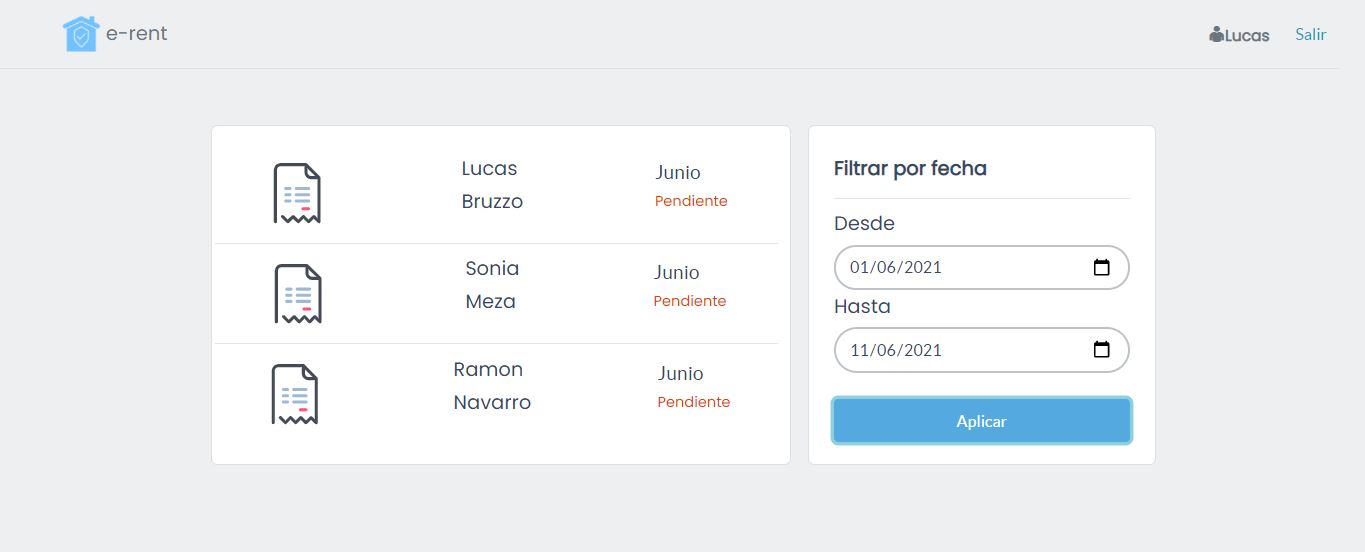 e-rent
Lucas Salir
Lucas
Bruzzo
Junio
Pendiente
Sonia
Meza
Junio
Pendiente
Ramon
Navarro
Junio
Pendiente
Filtrar por fecha
Desde
01/06/2021
Hasta
11/06/2021
Aplicar